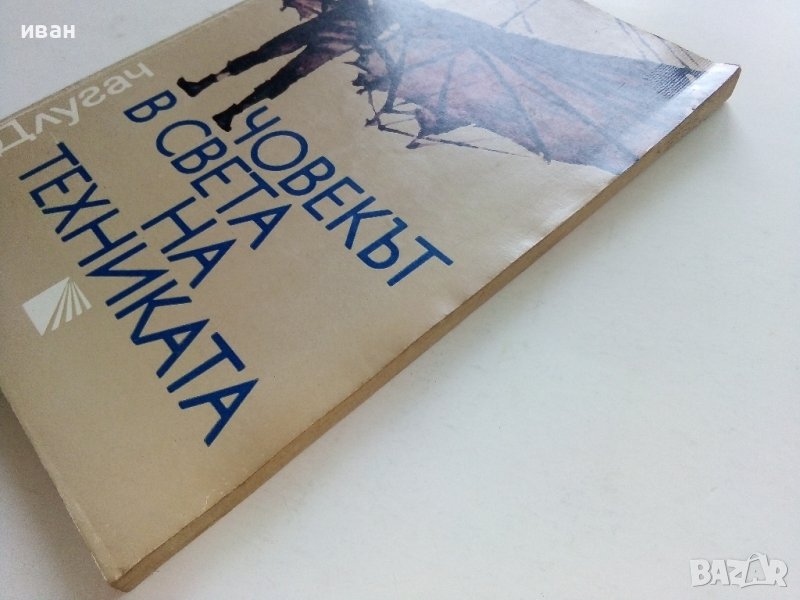 иван
Длугач
ЧОВЕКЪТ
В СВЕТА
НА
ТЕХНИКАТА
BAZAR